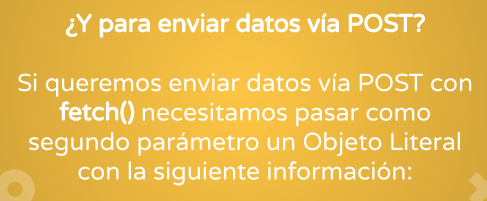 ¿Y para enviar datos vía POST?
Si queremos enviar datos vía POST con
fetch() necesitamos pasar como
segundo parámetro un Objeto Literal
con la siguiente información: